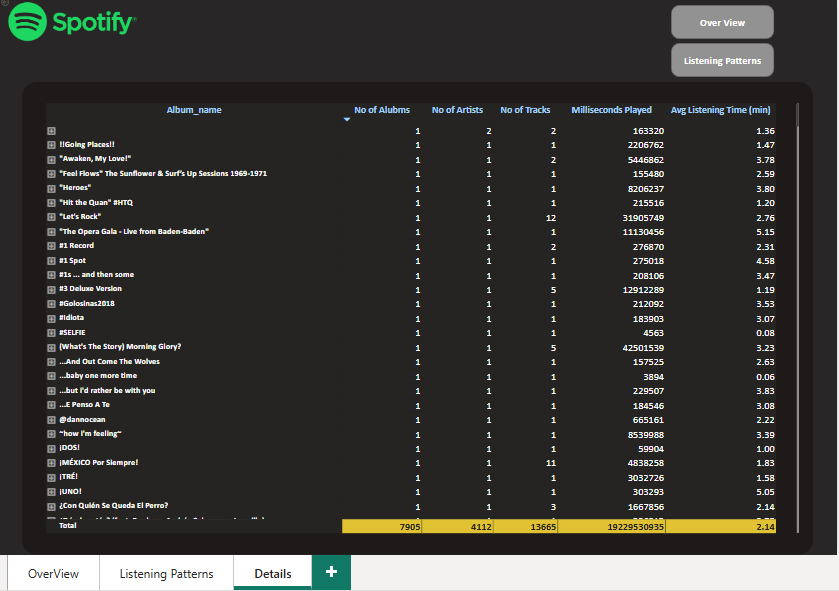 Spotify
Over View
Listening Patterns
Album_name No of Alubms No of Artists No of Tracks Milliseconds Played Avg Listening Time (min)
1 2 2 163320 1.36
!!Going Places!! 1 1 1 2206762 1.47
"Awaken, My Love!" 1 1 2 5446862 3.78
"Feel Flows" The Sunflower & Surf's Up Sessions 1969-1971 1 1 1 155480 2.59
"Heroes" 1 1 1 8206237 3.80
"Hit the Quan" #HTQ 1 1 1 215516 1.20
"Let's Rock" 1 1 12 31905749 2.76
"The Opera Gala - Live from Baden-Baden" 1 1 1 11130456 5.15
#1 Record 1 1 2 276870 2.31
#1 Spot 1 1 1 275018 4.58
#1s ... and then some 1 1 1 208106 3.47
#3 Deluxe Version 1 1 5 12912289 1.19
#Golosinas2018 1 1 1 212092 3.53
#Idiota 1 1 1 183903 3.07
#SELFIE 1 1 1 4563 0.08
(What's The Story) Morning Glory? 1 1 5 42501539 3.23
...And Out Come The Wolves 1 1 1 157525 2.63
...baby one more time 1 1 1 3894 0.06
...but i'd rather be with you 1 1 1 229507 3.83
...E Penso A Te 1 1 1 184546 3.08
@dannocean 1 1 1 665161 2.22
~how i'm feeling~ 1 1 1 8539988 3.39
¡DOS! 1 1 1 59904 1.00
¡MÉXICO Por Siempre! 1 1 11 4838258 1.83
¡TRÉ! 1 1 1 3032726 1.58
¡UNO! 1 1 1 303293 5.05
¿Con Quién Se Queda El Perro? 1 1 3 1667856 2.14
Total 7905 4112 13665 19229530935 2.14
OverView Listening Patterns Details +